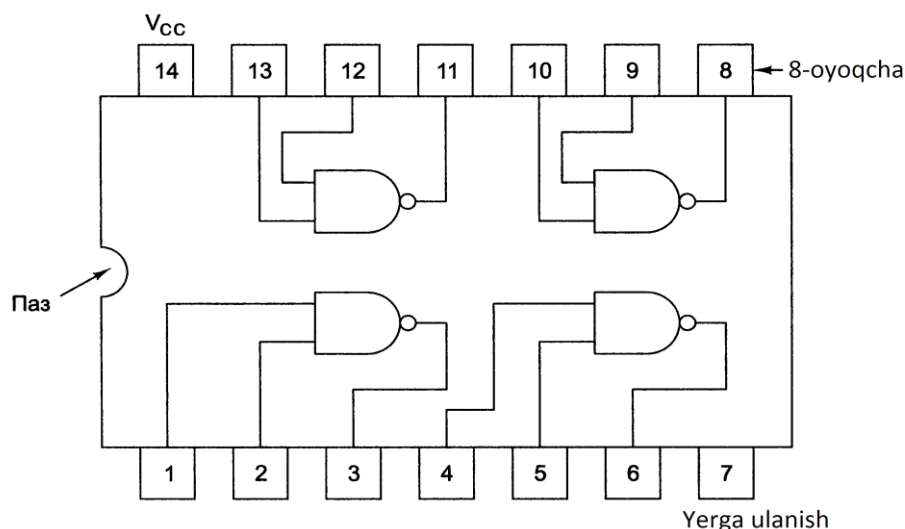 Vcc
14 13 12 11 10 9 8 8-oyoqcha
Паз
1 2 3 4 5 6 7
Yerga ulanish